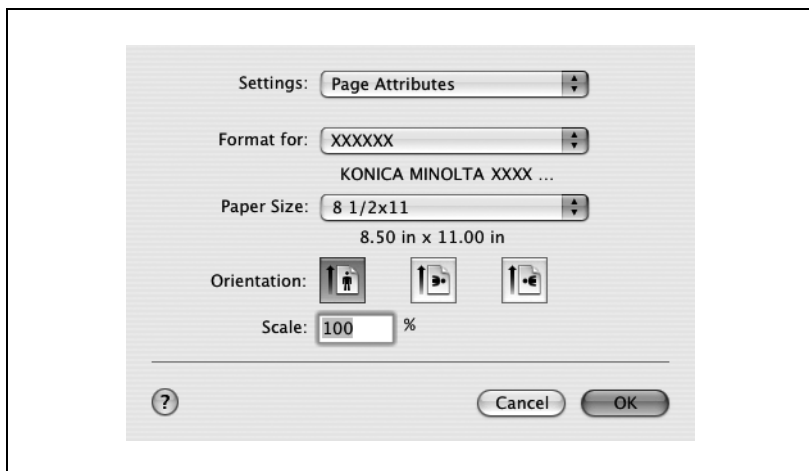 Settings: Page Attributes
Format for: XXXXXX
KONICA MINOLTA XXXX ...
Paper Size: 8 1/2x11
8.50 in x 11.00 in
Orientation:
Scale: 100 %
? Cancel OK